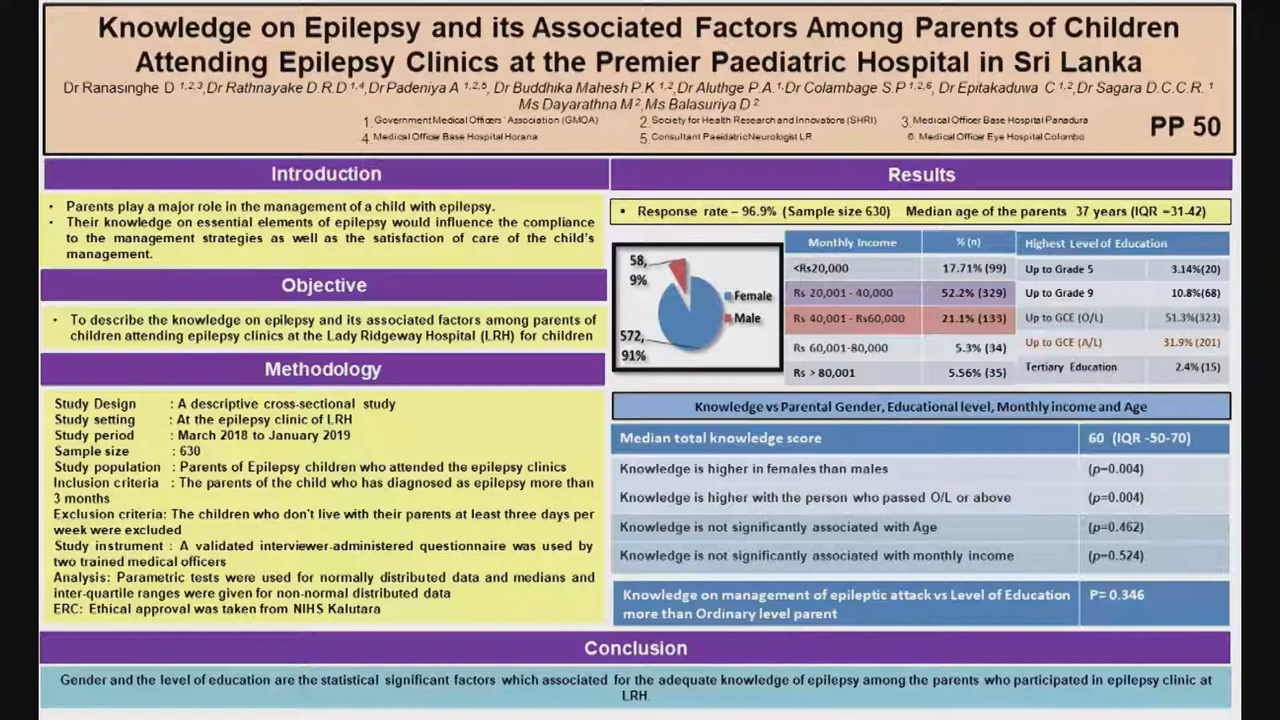 Knowledge on Epilepsy and its Associated Factors Among Parents of Children
Attending Epilepsy Clinics at the Premier Paediatric Hospital in Sri Lanka
Dr Ranasinghe D 1,2,3,Dr Rathnayake D.R.D 1,4,Dr Padeniya A 1,2,5, Dr Buddhika Mahesh P.K 1,2,Dr Aluthge P.A.1,Dr Colambage S.P 1,2,6, Dr Epitakaduwa C 1,2,Dr Sagara D.C.C.R. 1
Ms Dayarathna M 2,Ms Balasuriya D 2
1. Government Medical Officers' Association (GMOA) 2. Society for Health Research and Innovations (SHRI) 3. Medical Officer Base Hospital Panadura
4. Medical Officer Base Hospital Horana 5. Consultant Paediatric Neurologist LR 6. Medical Officer Eye Hospital Colombo
PP 50
Introduction
• Parents play a major role in the management of a child with epilepsy.
• Their knowledge on essential elements of epilepsy would influence the compliance
to the management strategies as well as the satisfaction of care of the child's
management.
Objective
• To describe the knowledge on epilepsy and its associated factors among parents of
children attending epilepsy clinics at the Lady Ridgeway Hospital (LRH) for children
Methodology
Study Design : A descriptive cross-sectional study
Study setting : At the epilepsy clinic of LRH
Study period : March 2018 to January 2019
Sample size : 630
Study population : Parents of Epilepsy children who attended the epilepsy clinics
Inclusion criteria : The parents of the child who has diagnosed as epilepsy more than
3 months
Exclusion criteria: The children who don't live with their parents at least three days per
week were excluded
Study instrument : A validated interviewer-administered questionnaire was used by
two trained medical officers
Analysis: Parametric tests were used for normally distributed data and medians and
inter-quartile ranges were given for non-normal distributed data
ERC: Ethical approval was taken from NIHS Kalutara
Results
• Response rate – 96.9% (Sample size 630) Median age of the parents 37 years (IQR =31-42)
58,
9%
572,
91%
Female
Male
Monthly Income % (n)
<Rs20,000 17.71% (99)
Rs 20,001 - 40,000 52.2% (329)
Rs 40,001 - Rs60,000 21.1% (133)
Rs 60,001-80,000 5.3% (34)
Rs > 80,001 5.56% (35)
Highest Level of Education
Up to Grade 5 3.14%(20)
Up to Grade 9 10.8%(68)
Up to GCE (O/L) 51.3%(323)
Up to GCE (A/L) 31.9% (201)
Tertiary Education 2.4% (15)
Knowledge vs Parental Gender, Educational level, Monthly income and Age
Median total knowledge score 60 (IQR -50-70)
Knowledge is higher in females than males (p=0.004)
Knowledge is higher with the person who passed O/L or above (p=0.004)
Knowledge is not significantly associated with Age (p=0.462)
Knowledge is not significantly associated with monthly income (p=0.524)
Knowledge on management of epileptic attack vs Level of Education P= 0.346
more than Ordinary level parent
Conclusion
Gender and the level of education are the statistical significant factors which associated for the adequate knowledge of epilepsy among the parents who participated in epilepsy clinic at
LRH.